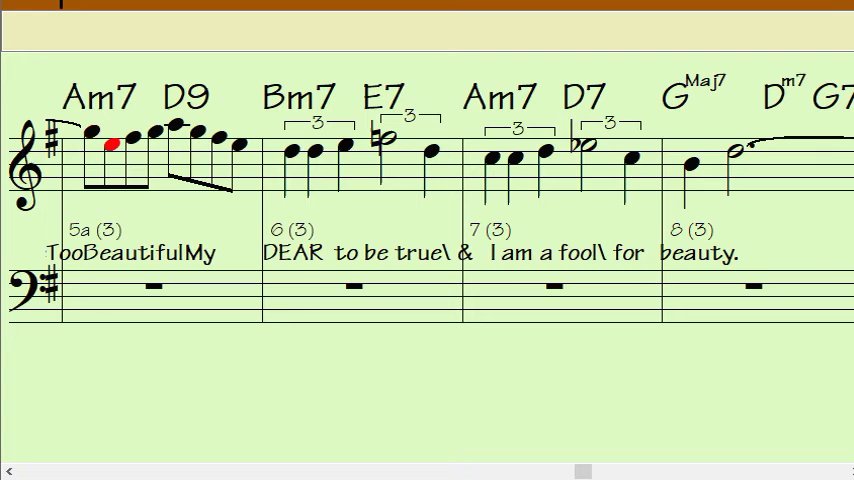 Am7 D9 Bm7 E7 Am7 D7 GMaj7 Dm7 G7
3 3 3 3
5a (3) 6 (3) 7 (3) 8 (3)
TooBeautifulMy DEAR to be true\ & I am a fool\ for beauty.